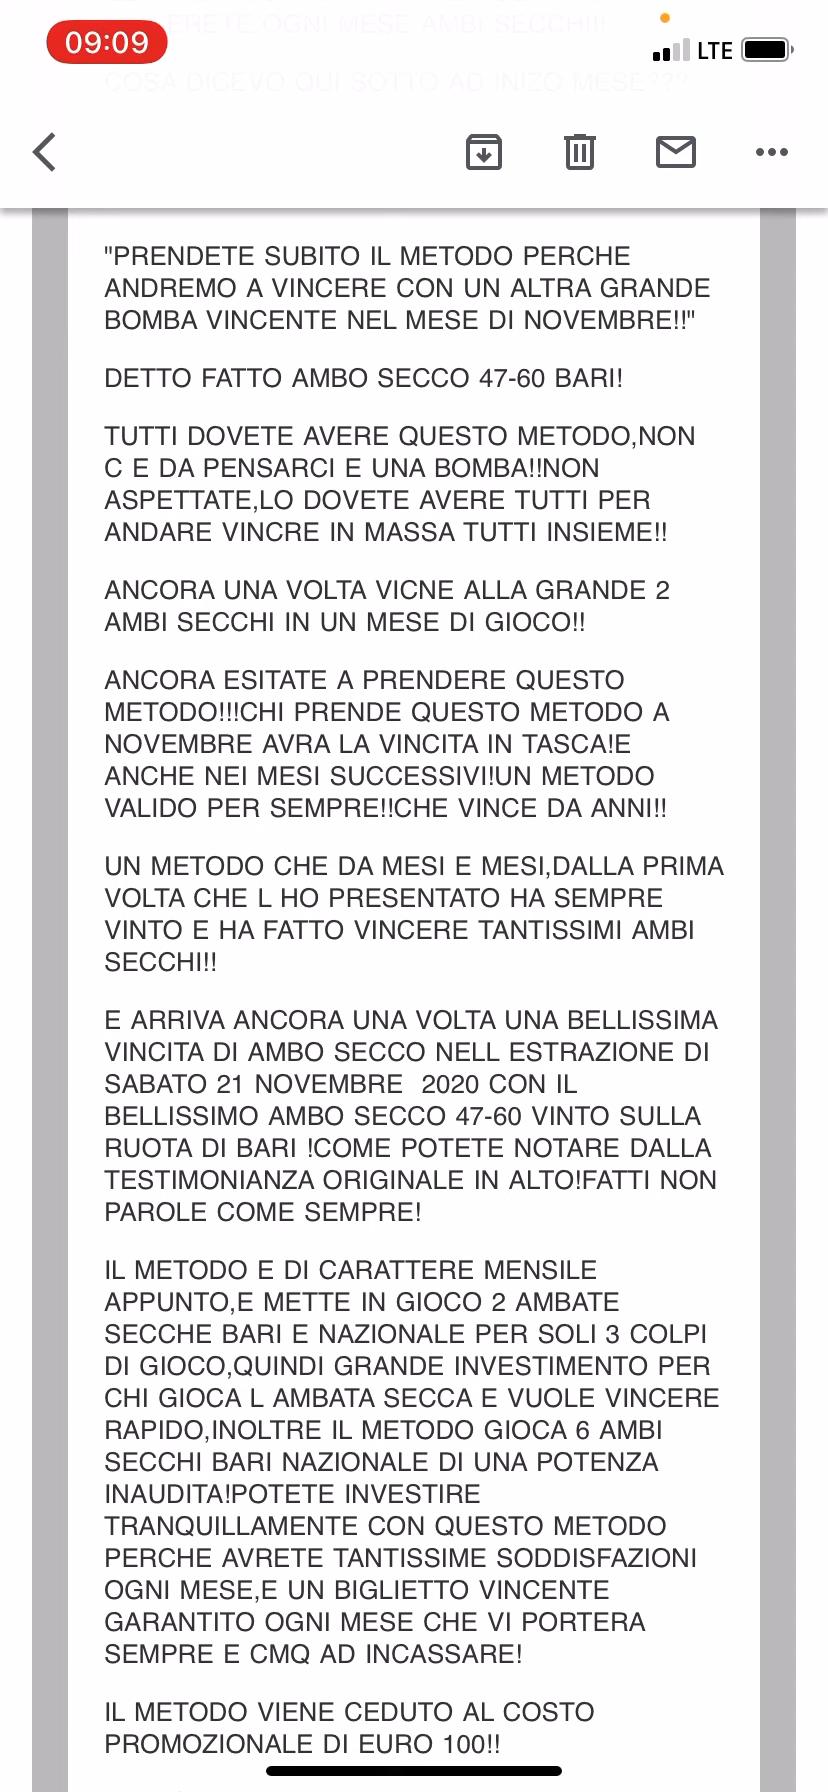 ERETE OGNI MESE AMBI SECCHI!!!
09:09
LTE
COSA DICEVO QUI SOTTO AD INIZO MESE???
"PRENDETE SUBITO IL METODO PERCHE
ANDREMO A VINCERE CON UN ALTRA GRANDE
BOMBA VINCENTE NEL MESE DI NOVEMBRE!!"
DETTO FATTO AMBO SECCO 47-60 BARI!
TUTTI DOVETE AVERE QUESTO METODO,NON
C E DA PENSARCI E UNA BOMBA!!NON
ASPETTATE,LO DOVETE AVERE TUTTI PER
ANDARE VINCRE IN MASSA TUTTI INSIEME!!
ANCORA UNA VOLTA VICNE ALLA GRANDE 2
AMBI SECCHI IN UN MESE DI GIOCO!!
ANCORA ESITATE A PRENDERE QUESTO
METODO!!!CHI PRENDE QUESTO METODO A
NOVEMBRE AVRA LA VINCITA IN TASCA!E
ANCHE NEI MESI SUCCESSIVI!UN METODO
VALIDO PER SEMPRE!!CHE VINCE DA ANNI!!
UN METODO CHE DA MESI E MESI,DALLA PRIMA
VOLTA CHE L HO PRESENTATO HA SEMPRE
VINTO E HA FATTO VINCERE TANTISSIMI AMBI
SECCHI!!
E ARRIVA ANCORA UNA VOLTA UNA BELLISSIMA
VINCITA DI AMBO SECCO NELL ESTRAZIONE DI
SABATO 21 NOVEMBRE  2020 CON IL
BELLISSIMO AMBO SECCO 47-60 VINTO SULLA
RUOTA DI BARI !COME POTETE NOTARE DALLA
TESTIMONIANZA ORIGINALE IN ALTO!FATTI NON
PAROLE COME SEMPRE!
IL METODO E DI CARATTERE MENSILE
APPUNTO,E METTE IN GIOCO 2 AMBATE
SECCHE BARI E NAZIONALE PER SOLI 3 COLPI
DI GIOCO,QUINDI GRANDE INVESTIMENTO PER
CHI GIOCA L AMBATA SECCA E VUOLE VINCERE
RAPIDO,INOLTRE IL METODO GIOCA 6 AMBI
SECCHI BARI NAZIONALE DI UNA POTENZA
INAUDITA!POTETE INVESTIRE
TRANQUILLAMENTE CON QUESTO METODO
PERCHE AVRETE TANTISSIME SODDISFAZIONI
OGNI MESE,E UN BIGLIETTO VINCENTE
GARANTITO OGNI MESE CHE VI PORTERA
SEMPRE E CMQ AD INCASSARE!
IL METODO VIENE CEDUTO AL COSTO
PROMOZIONALE DI EURO 100!!